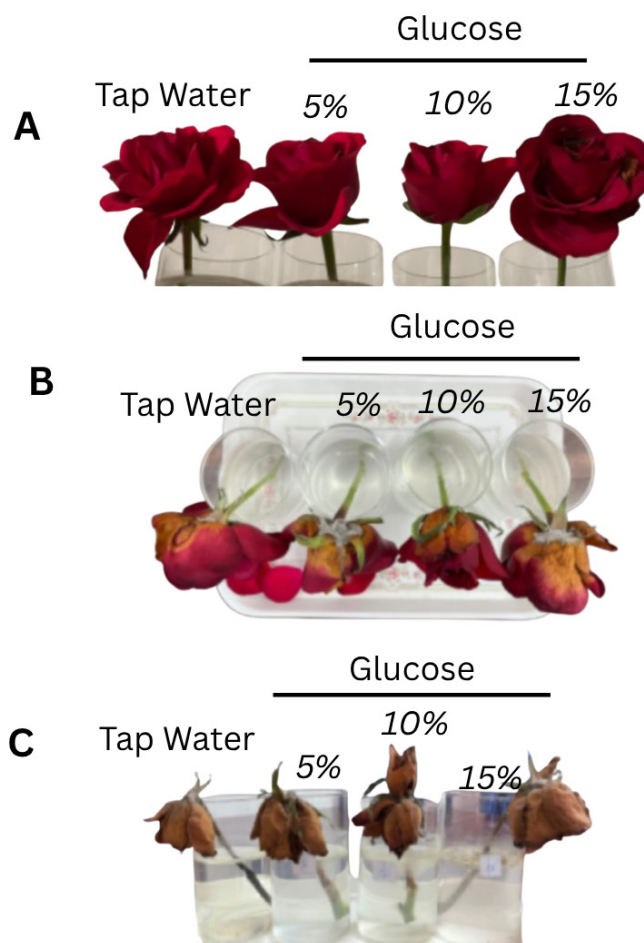 Glucose
Tap Water 5% 10% 15%
A
Glucose
B
Tap Water 5% 10% 15%
Glucose
10%
C Tap Water
5% 15%